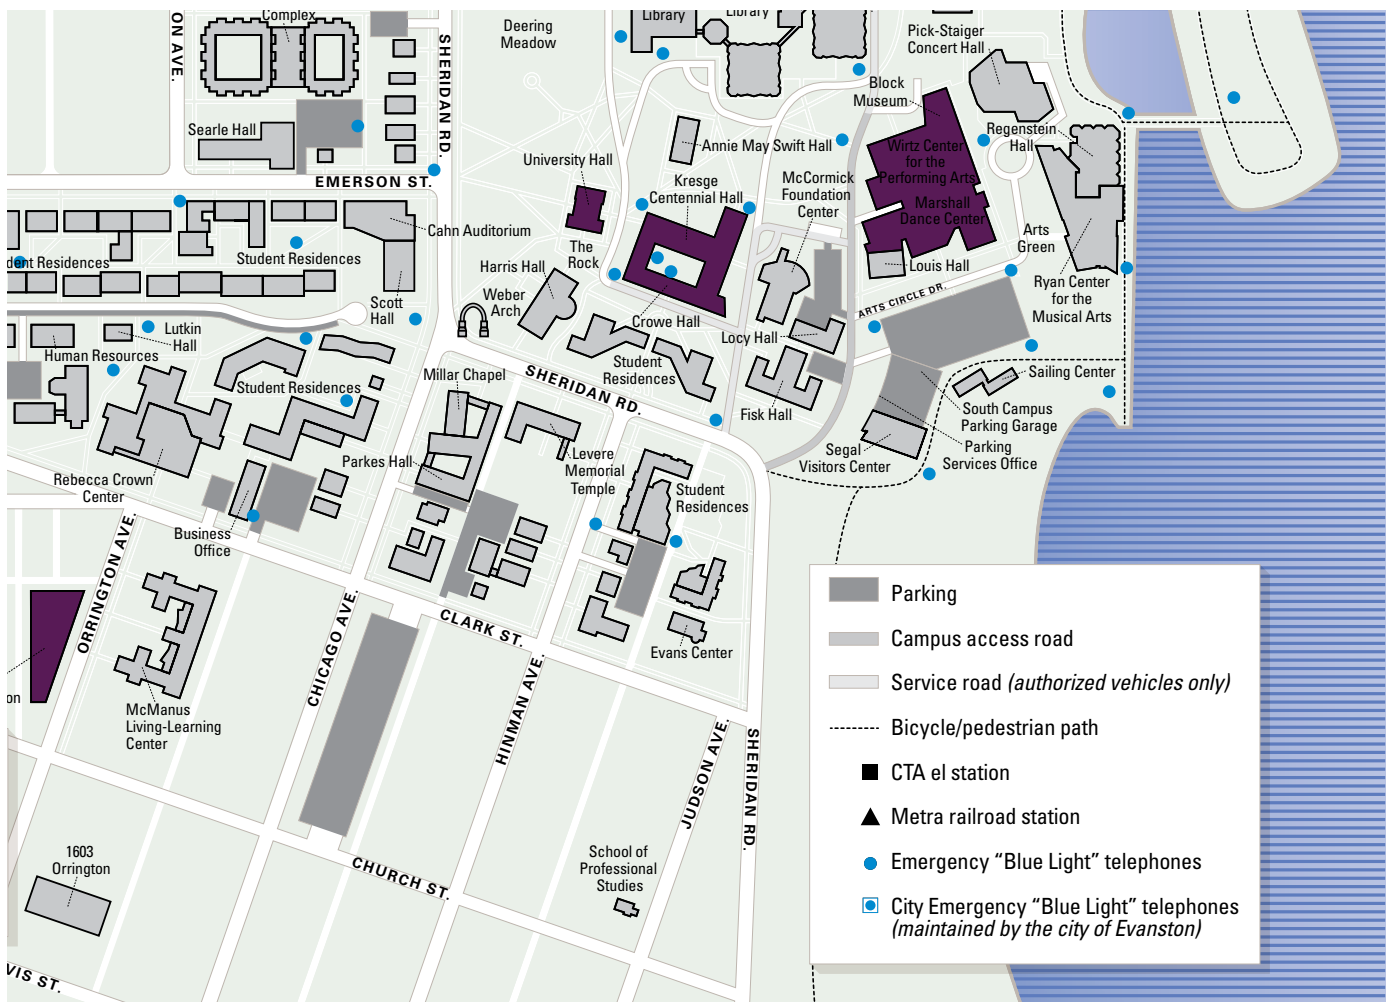 Complex
ON AVE.
SHERIDAN RD.
Deering
Meadow
Library
Library
Pick-Staiger
Concert Hall
Block
Museum
Searle Hall
Annie May Swift Hall
Regenstein
Hall
University Hall
Wirtz Center
for the
Performing Arts
EMERSON ST.
Kresge
Centennial Hall
McCormick
Foundation
Center
Marshall
Dance Center
Cahn Auditorium
Arts
Green
dent Residences
Student Residences
The
Rock
Harris Hall
Louis Hall
Weber
Arch
Scott
Hall
Crowe Hall
ARTS CIRCLE DR.
Ryan Center
for the
Musical Arts
Lutkin
Hall
Locy Hall
Human Resources
Student
Residences
Millar Chapel
SHERIDAN RD.
Sailing Center
Student Residences
Fisk Hall
South Campus
Parking Garage
Parkes Hall
Levere
Memorial
Temple
Segal
Visitors Center
Parking
Services Office
Rebecca Crown
Center
Student
Residences
Business
Office
ORRINGTON AVE.
CHICAGO AVE.
CLARK ST.
Evans Center
HINMAN AVE.
on
McManus
Living-Learning
Center
JUDSON AVE.
SHERIDAN RD.
1603
Orrington
CHURCH ST.
School of
Professional
Studies
VIS ST.
Parking
Campus access road
Service road (authorized vehicles only)
Bicycle/pedestrian path
CTA el station
Metra railroad station
Emergency “Blue Light” telephones
City Emergency “Blue Light” telephones
(maintained by the city of Evanston)